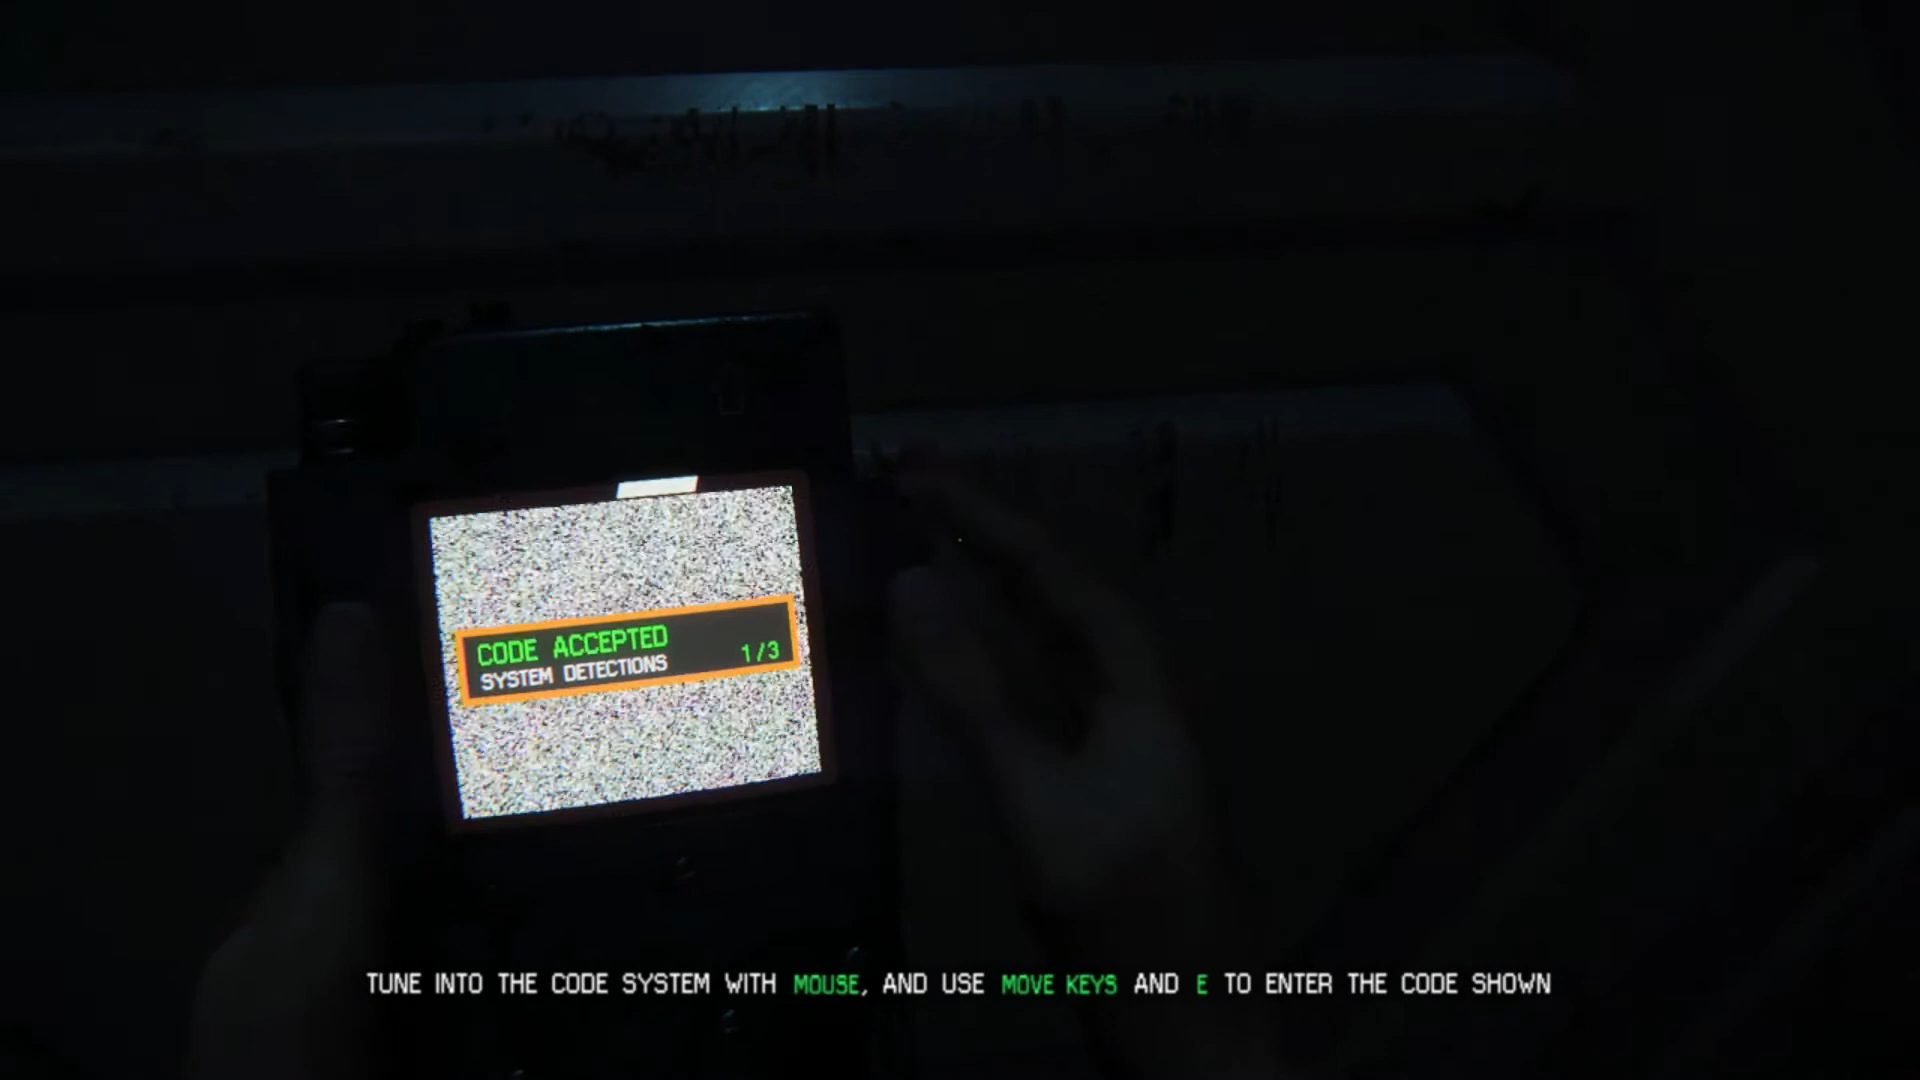 CODE ACCEPTED
SYSTEM DETECTIONS 1/3
TUNE INTO THE CODE SYSTEM WITH MOUSE, AND USE MOVE KEYS AND E TO ENTER THE CODE SHOWN